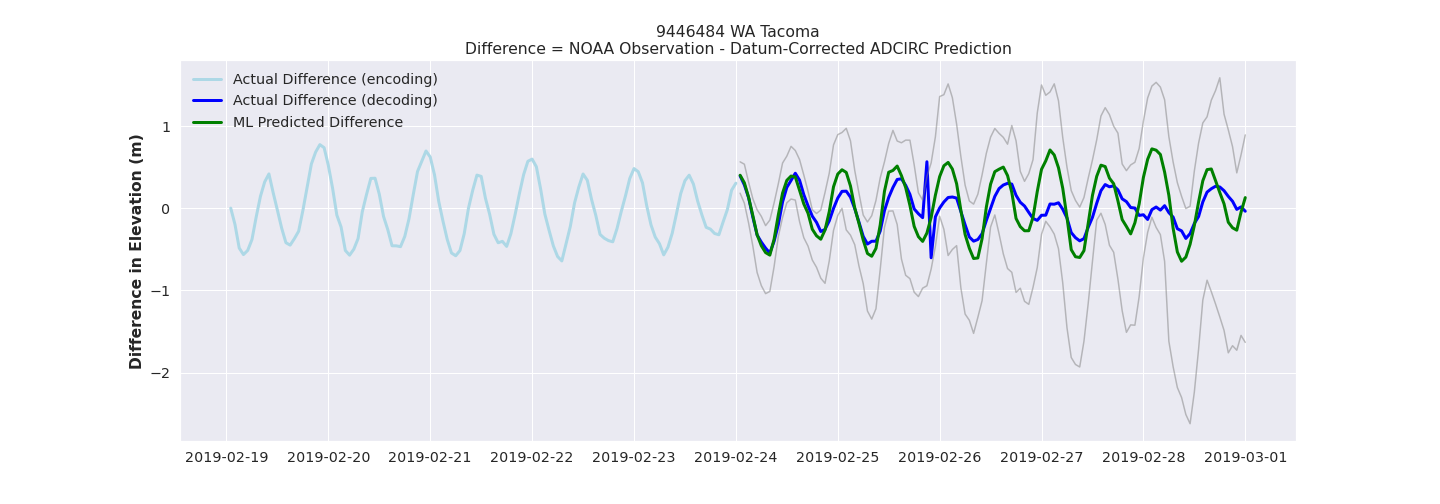 9446484 WA Tacoma
Difference = NOAA Observation - Datum-Corrected ADCIRC Prediction
Actual Difference (encoding)
Actual Difference (decoding)
ML Predicted Difference
Difference in Elevation (m)
1
0
−1
−2
2019-02-19 2019-02-20 2019-02-21 2019-02-22 2019-02-23 2019-02-24 2019-02-25 2019-02-26 2019-02-27 2019-02-28 2019-03-01